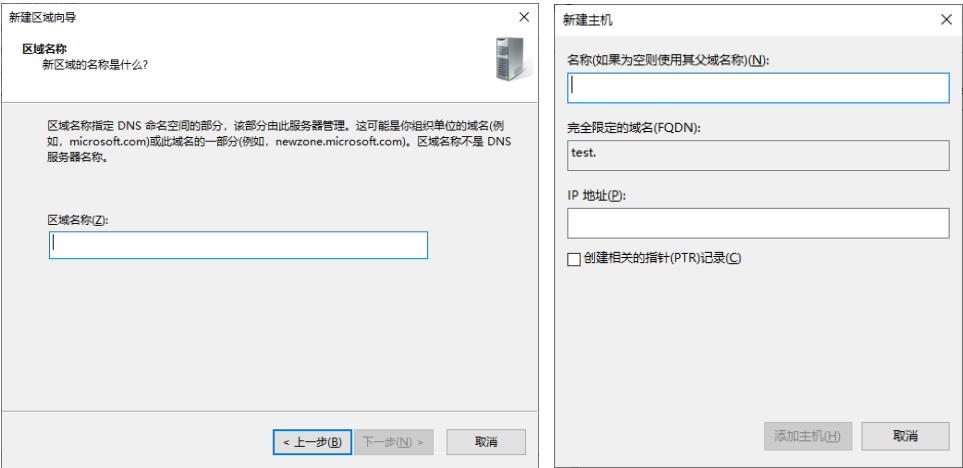 新建区域向导
区域名称
新区域的名称是什么?
区域名称指定 DNS 命名空间的部分，该部分由此服务器管理。这可能是你组织单位的域名(例
如，microsoft.com)或此域名的一部分(例如，newzone.microsoft.com)。区域名称不是 DNS
服务器名称。
区域名称(Z):
< 上一步(B)
下一步(N) >
取消
新建主机
名称(如果为空则使用其父域名称)(N):
完全限定的域名(FQDN):
test.
IP 地址(P):
创建相关的指针(PTR)记录(C)
添加主机(H)
取消